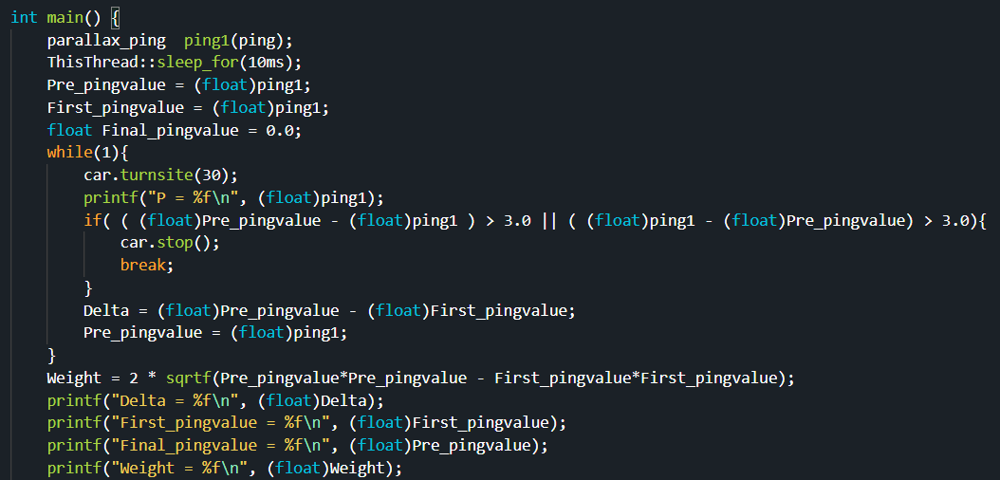 int main() {
    parallax_ping  ping1(ping);
    ThisThread::sleep_for(10ms);
    Pre_pingvalue = (float)ping1;
    First_pingvalue = (float)ping1;
    float Final_pingvalue = 0.0;
    while(1){
        car.turnsite(30);
        printf("P = %f\n", (float)ping1);
        if( ( (float)Pre_pingvalue - (float)ping1 ) > 3.0 || ( (float)ping1 - (float)Pre_pingvalue) > 3.0){
            car.stop();
            break;
        }
        Delta = (float)Pre_pingvalue - (float)First_pingvalue;
        Pre_pingvalue = (float)ping1;
    }
    Weight = 2 * sqrtf(Pre_pingvalue*Pre_pingvalue - First_pingvalue*First_pingvalue);
    printf("Delta = %f\n", (float)Delta);
    printf("First_pingvalue = %f\n", (float)First_pingvalue);
    printf("Final_pingvalue = %f\n", (float)Pre_pingvalue);
    printf("Weight = %f\n", (float)Weight);